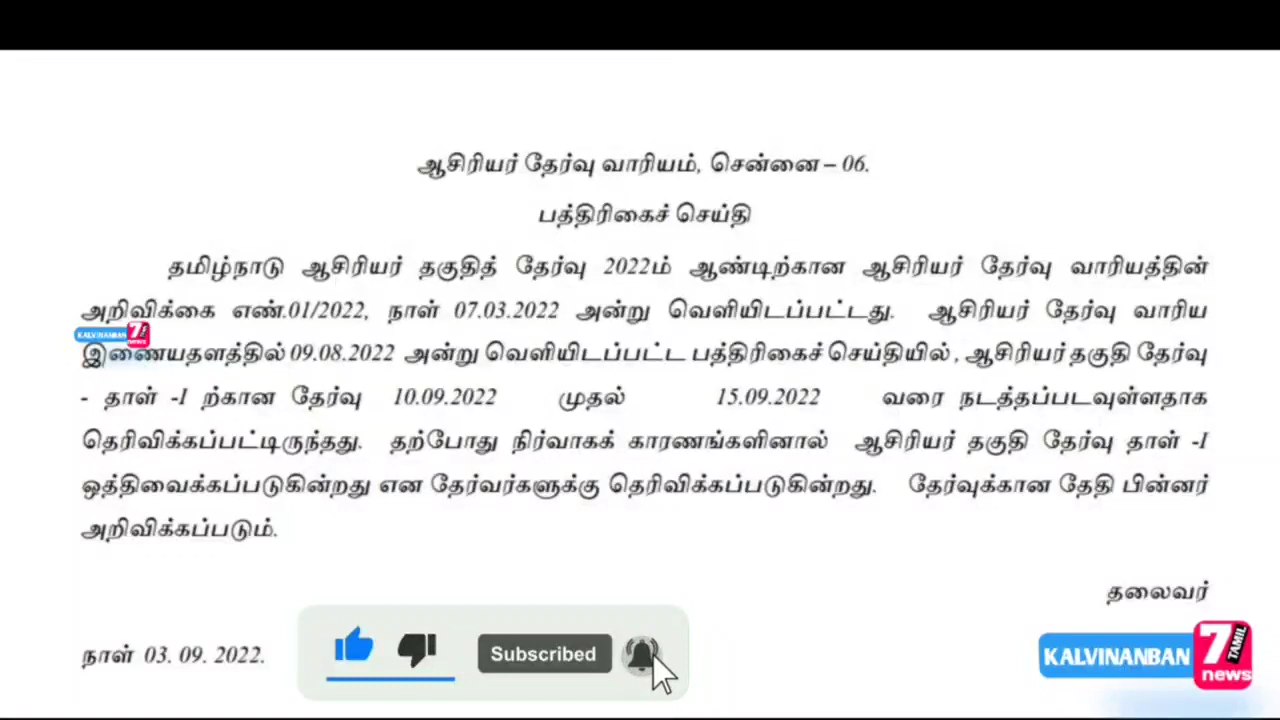 ஆசிரியர் தேர்வு வாரியம், சென்னை – 06.
பத்திரிகைச் செய்தி
தமிழ்நாடு ஆசிரியர் தகுதித் தேர்வு 2022ம் ஆண்டிற்கான ஆசிரியர் தேர்வு வாரியத்தின்
அறிவிக்கை எண்.01/2022, நாள் 07.03.2022 அன்று வெளியிடப்பட்டது. ஆசிரியர் தேர்வு வாரிய
KALVINANBAN 7 news
இணையதளத்தில் 09.08.2022 அன்று வெளியிடப்பட்ட பத்திரிகைச் செய்தியில் , ஆசிரியர் தகுதி தேர்வு
- தாள் -I ற்கான தேர்வு 10.09.2022 முதல் 15.09.2022 வரை நடத்தப்படவுள்ளதாக
தெரிவிக்கப்பட்டிருந்தது. தற்போது நிர்வாகக் காரணங்களினால் ஆசிரியர் தகுதி தேர்வு தாள் -I
ஒத்திவைக்கப்படுகின்றது என தேர்வர்களுக்கு தெரிவிக்கப்படுகின்றது. தேர்வுக்கான தேதி பின்னர்
அறிவிக்கப்படும்.
தலைவர்
நாள் 03. 09. 2022.
Subscribed
KALVINANBAN 7 TAMIL news